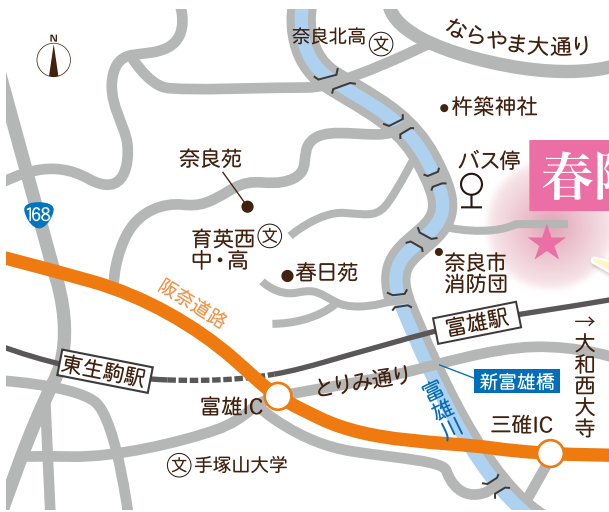 N
奈良北高
文
ならやま大通り
杵築神社
バス停
春
奈良苑
168
育英西
文
中・高
春日苑
奈良市
消防団
阪奈道路
富雄駅
→大和西大寺
東生駒駅
とりみ通り
新富雄橋
富雄川
富雄IC
三碓IC
文
手塚山大学